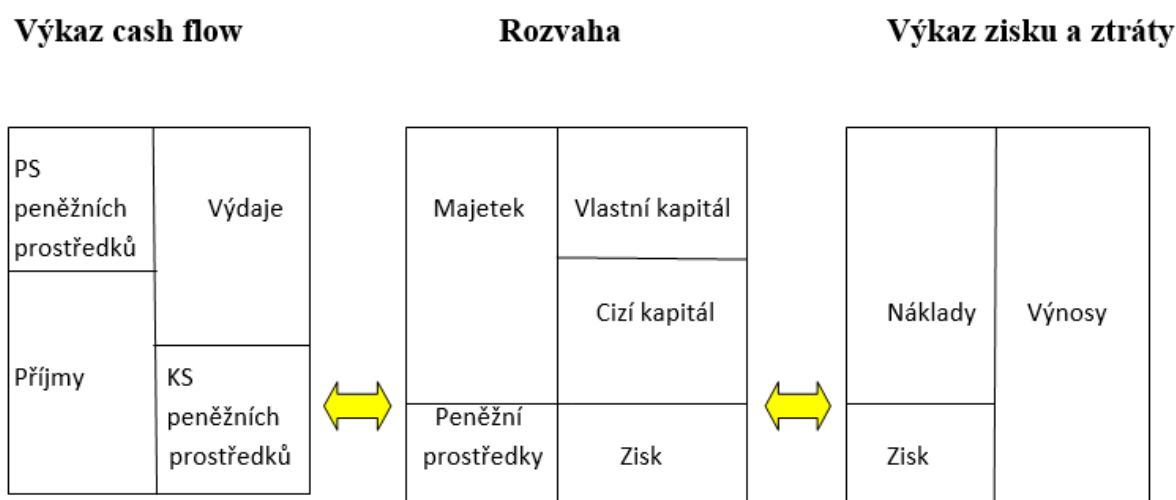 Výkaz cash flow
Rozvaha
Výkaz zisku a ztráty
PS
peněžních
prostředků
Výdaje
Příjmy
KS
peněžních
prostředků
Majetek
Vlastní kapitál
Cizí kapitál
Peněžní
prostředky
Zisk
Náklady
Výnosy
Zisk